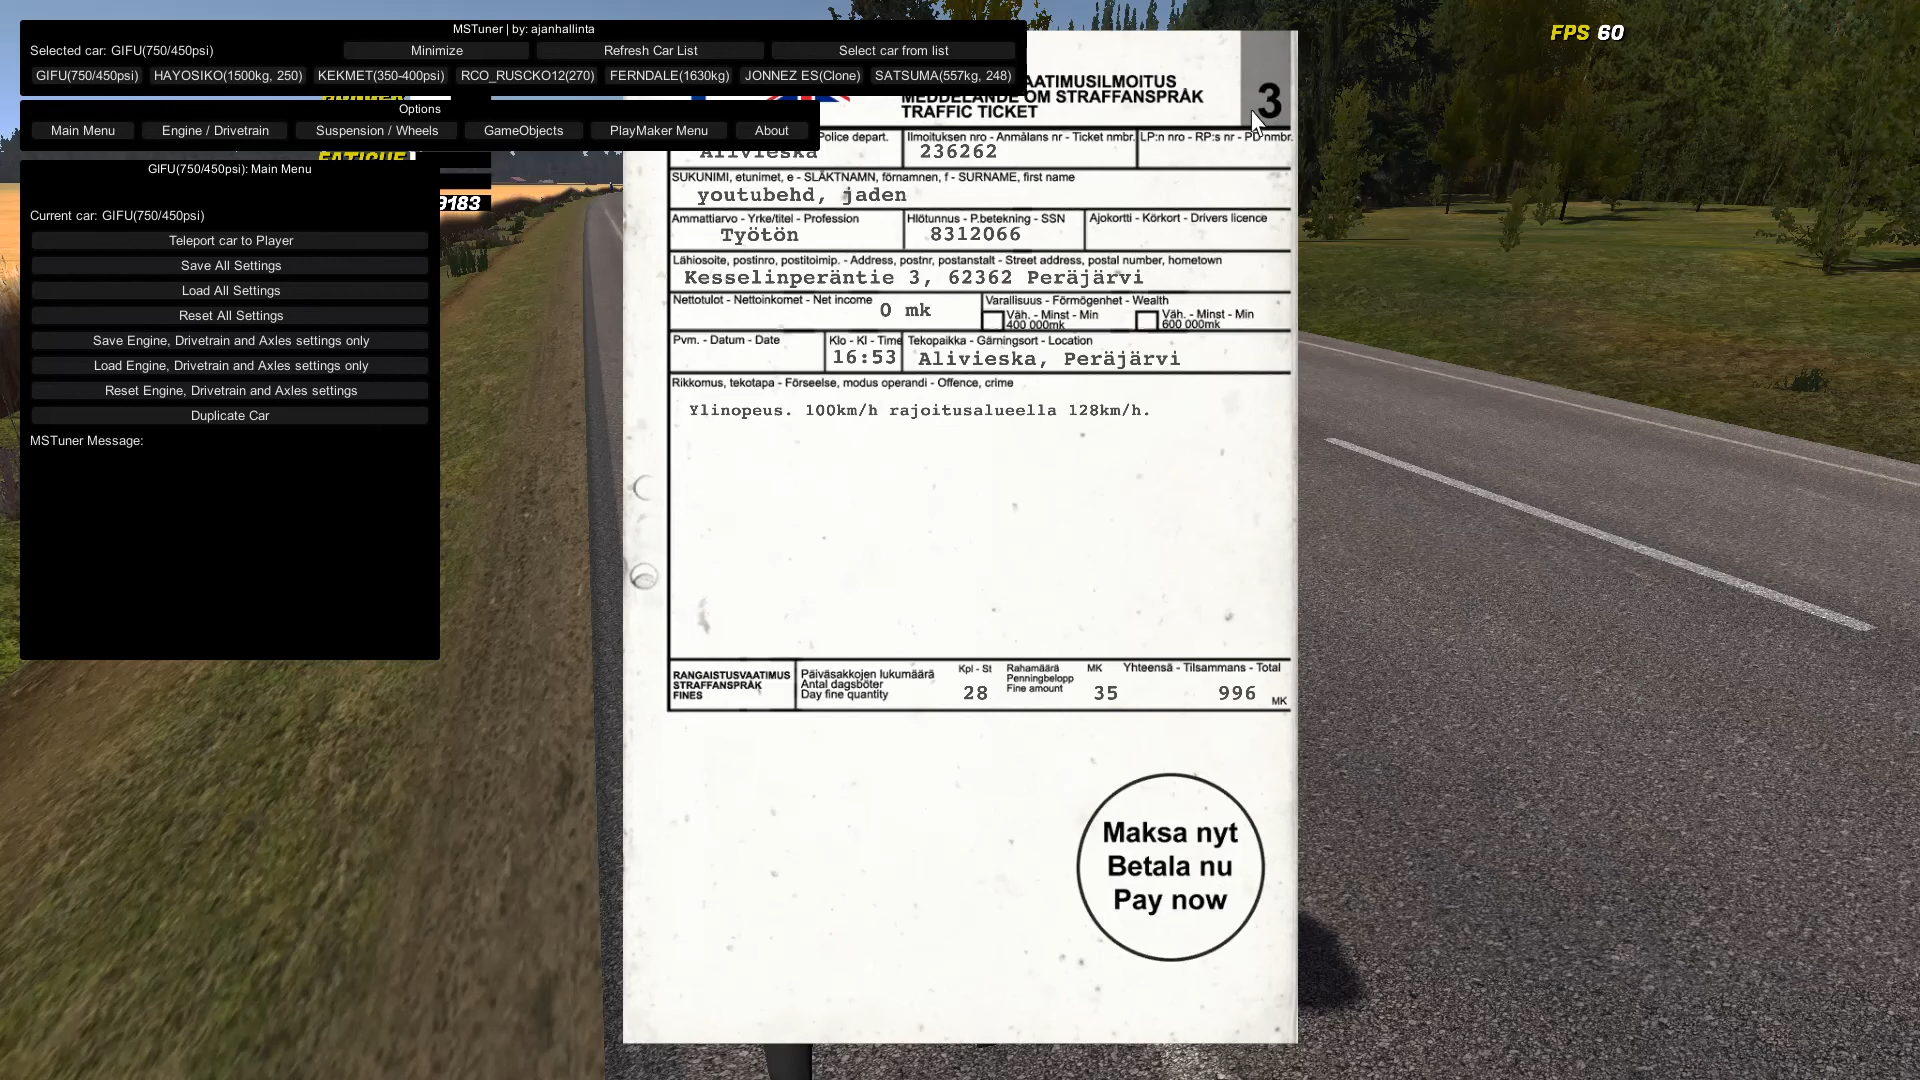 MSTuner | by: ajanhallinta
Selected car: GIFU(750/450psi)
Minimize
Refresh Car List
Select car from list
GIFU(750/450psi)
HAYOSIKO(1500kg, 250)
KEKMET(350-400psi)
RCO_RUSCKO12(270)
FERNDALE(1630kg)
JONNEZ ES(Clone)
SATSUMA(557kg, 248)
Options
Main Menu
Engine / Drivetrain
Suspension / Wheels
GameObjects
PlayMaker Menu
About
FATIGUE
GIFU(750/450psi): Main Menu
9183
Current car: GIFU(750/450psi)
Teleport car to Player
Save All Settings
Load All Settings
Reset All Settings
Save Engine, Drivetrain and Axles settings only
Load Engine, Drivetrain and Axles settings only
Reset Engine, Drivetrain and Axles settings
Duplicate Car
MSTuner Message:
FPS 60
AATIMUSILMOITUS
MEDDELANDE OM STRAFFANSPRÅK
TRAFFIC TICKET
3
Police depart.
Ilmoituksen nro - Anmälans nr - Ticket nmbr.
LP:n nro - RP:s nr - PD nmbr.
Alivieska
236262
SUKUNIMI, etunimet, e - SLÄKTNAMN, förnamnen, f - SURNAME, first name
youtubehd, jaden
Ammattiarvo - Yrke/titel - Profession
Hlötunnus - P.betekning - SSN
Ajokortti - Körkort - Drivers licence
Työtön
8312066
Lähiosoite, postinro, postitoimip. - Address, postnr, postanstalt - Street address, postal number, hometown
Kesselinperäntie 3, 62362 Peräjärvi
Nettotulot - Nettoinkomet - Net income
0 mk
Varallisuus - Förmögenhet - Wealth
Väh. - Minst - Min
400 000mk
Väh. - Minst - Min
600 000mk
Pvm. - Datum - Date
Klo - Kl - Time
Tekopaikka - Gärningsort - Location
16:53
Alivieska, Peräjärvi
Rikkomus, tekotapa - Förseelse, modus operandi - Offence, crime
Ylinopeus. 100km/h rajoitusalueella 128km/h.
RANGAISTUSVAATIMUS
STRAFFANSPRÅK
FINES
Päiväsakkojen lukumäärä
Antal dagsböter
Day fine quantity
Kpl - St
28
Rahamäärä
Penningbelopp
Fine amount
MK
35
Yhteensä - Tilsammans - Total
996
MK
Maksa nyt
Betala nu
Pay now